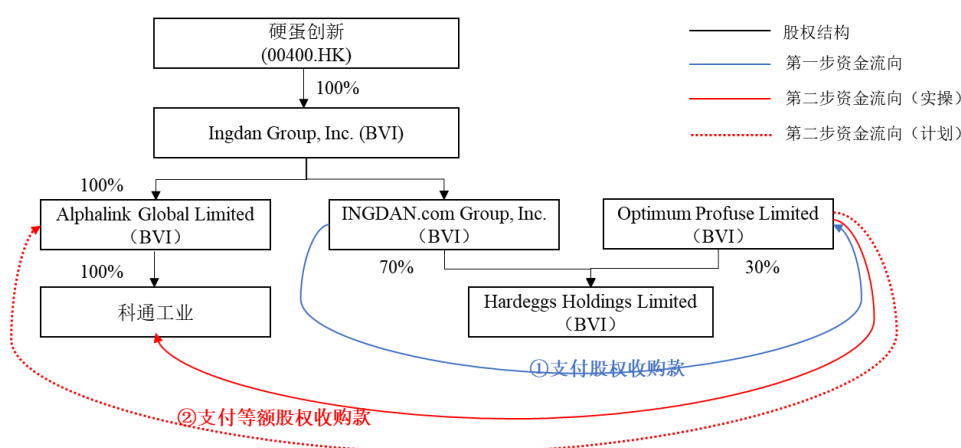 硬蛋创新
(00400.HK)
股权结构
第一步资金流向
第二步资金流向（实操）
第二步资金流向（计划）
100%
Ingdan Group, Inc. (BVI)
100%
Alphalink Global Limited
（BVI）
INGDAN.com Group, Inc.
（BVI）
Optimum Profuse Limited
（BVI）
100%
70%
30%
科通工业
Hardeggs Holdings Limited
（BVI）
①支付股权收购款
②支付等额股权收购款